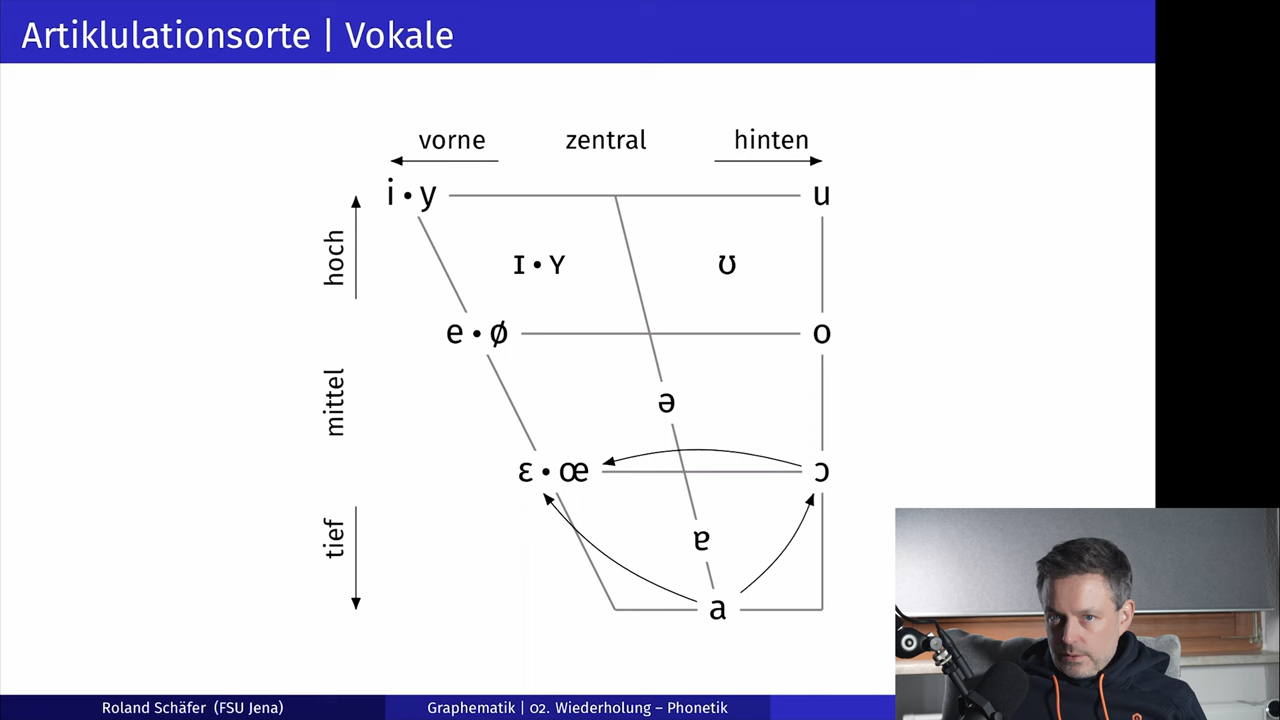 Artiklulationsorte | Vokale
vorne zentral hinten
hoch
mittel
tief
i • y u
ɪ • ʏ ʊ
e • ø o
ə
ɛ • œ ɔ
ɐ
a
Roland Schäfer (FSU Jena) Graphematik | 02. Wiederholung – Phonetik